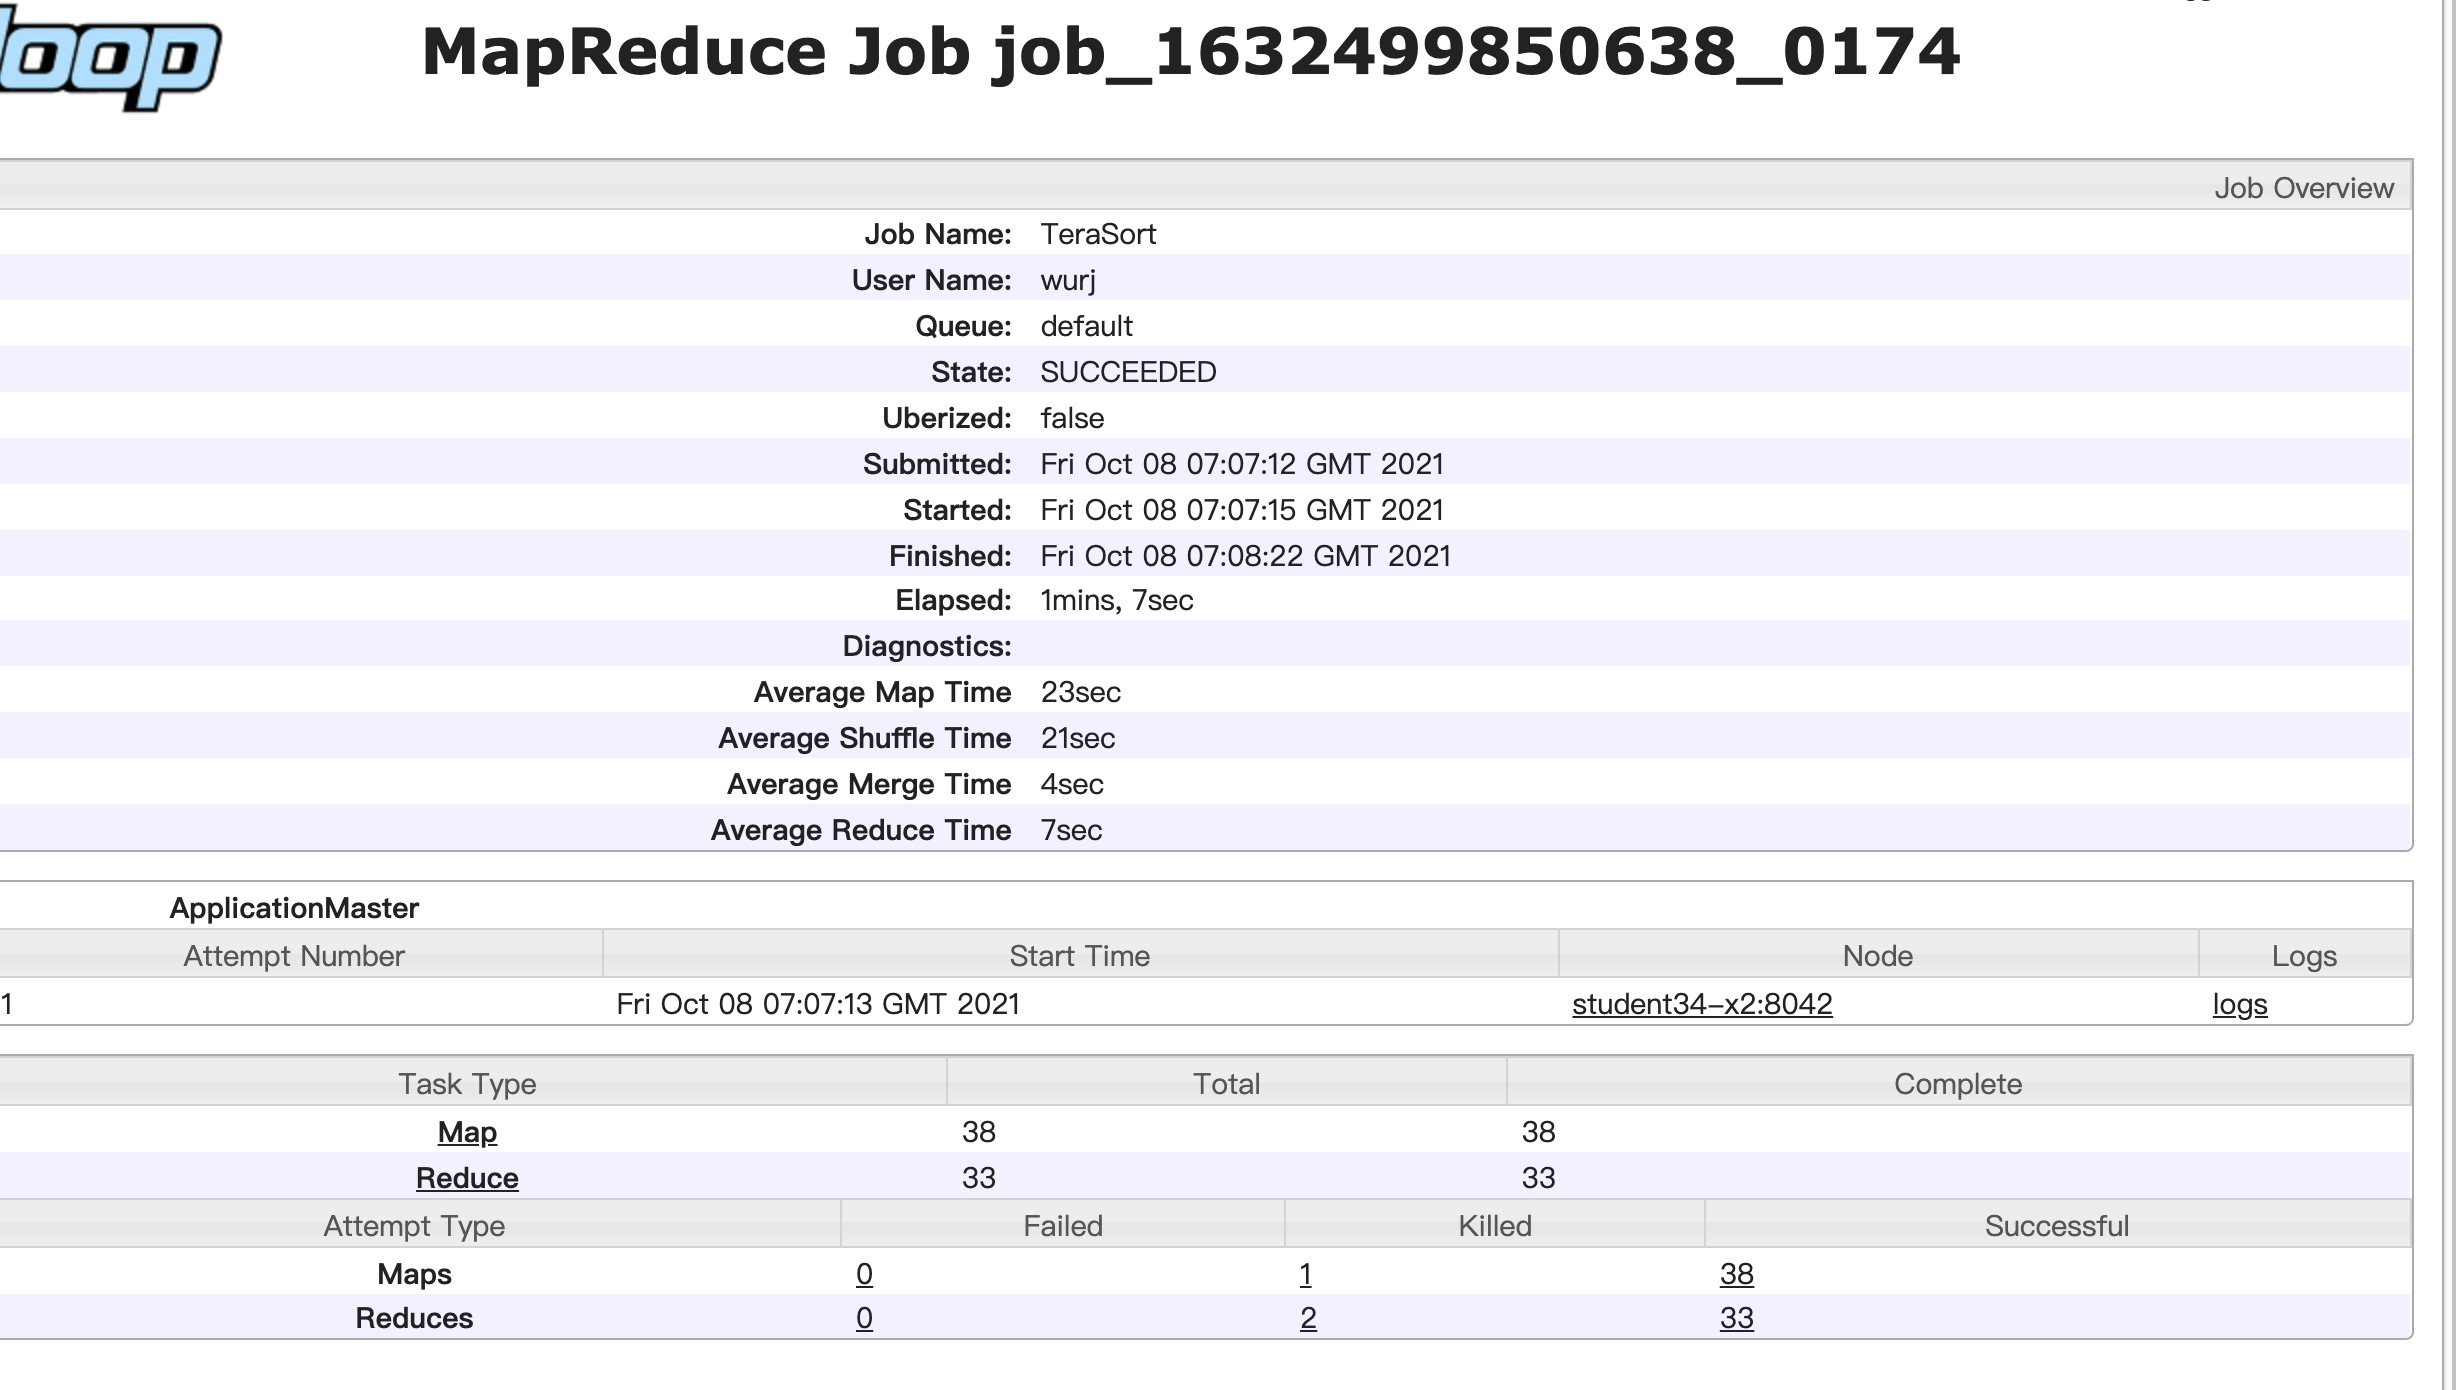 loop
MapReduce Job job_1632499850638_0174
Job Overview
Job Name: TeraSort
User Name: wurj
Queue: default
State: SUCCEEDED
Uberized: false
Submitted: Fri Oct 08 07:07:12 GMT 2021
Started: Fri Oct 08 07:07:15 GMT 2021
Finished: Fri Oct 08 07:08:22 GMT 2021
Elapsed: 1mins, 7sec
Diagnostics:
Average Map Time 23sec
Average Shuffle Time 21sec
Average Merge Time 4sec
Average Reduce Time 7sec
ApplicationMaster
Attempt Number Start Time Node Logs
1 Fri Oct 08 07:07:13 GMT 2021 student34-x2:8042 logs
Task Type Total Complete
Map 38 38
Reduce 33 33
Attempt Type Failed Killed Successful
Maps 0 1 38
Reduces 0 2 33